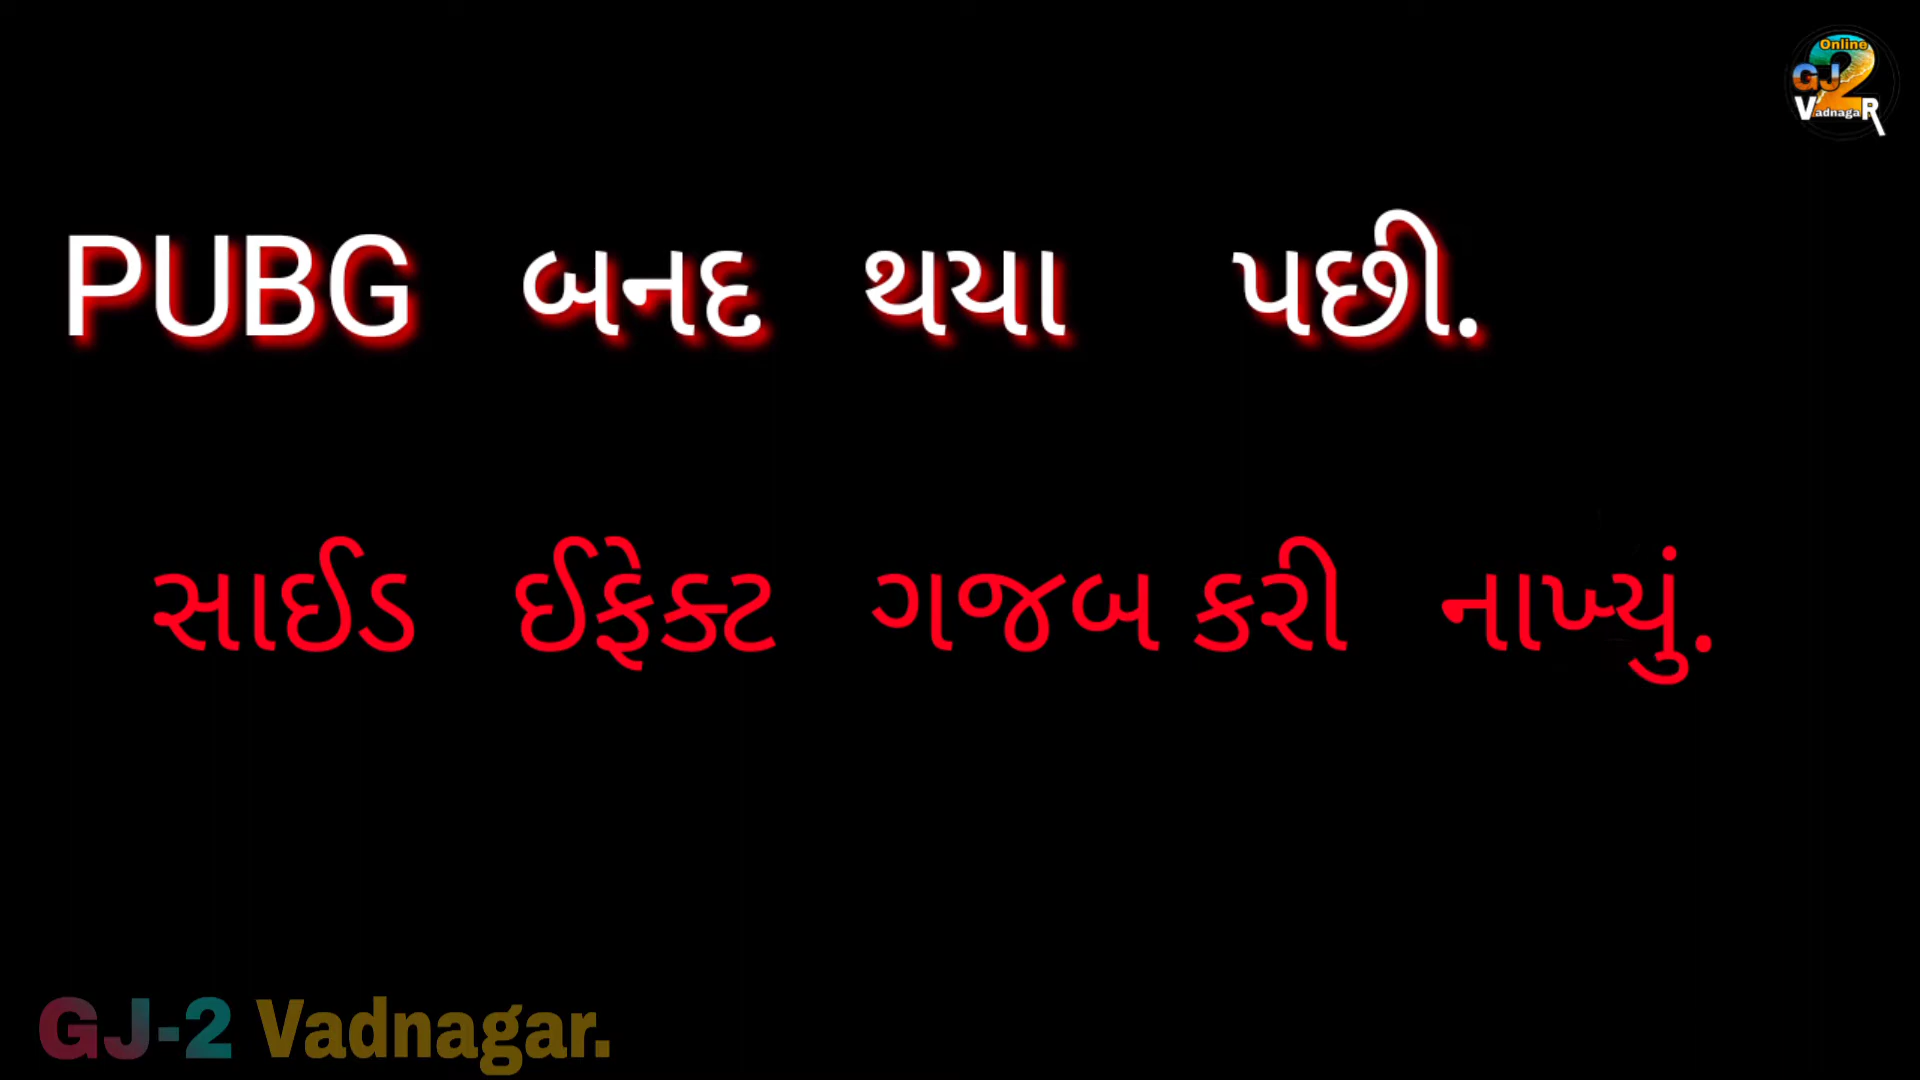 Online
GJ 2
VadnagaR
PUBG બનદ થયા પછી.
સાઈડ ઈફેક્ટ ગજબ કરી નાખ્યું.
GJ-2 Vadnagar.